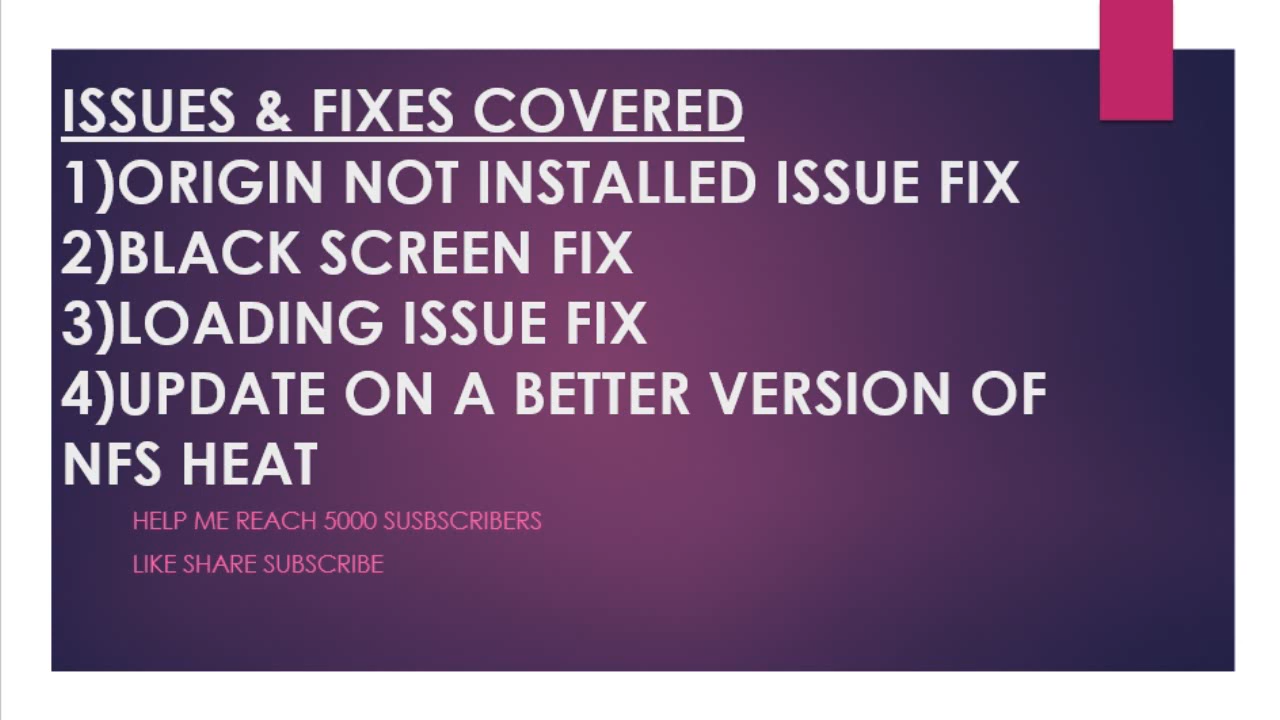 ISSUES & FIXES COVERED
1)ORIGIN NOT INSTALLED ISSUE FIX
2)BLACK SCREEN FIX
3)LOADING ISSUE FIX
4)UPDATE ON A BETTER VERSION OF
NFS HEAT
HELP ME REACH 5000 SUSBSCRIBERS
LIKE SHARE SUBSCRIBE